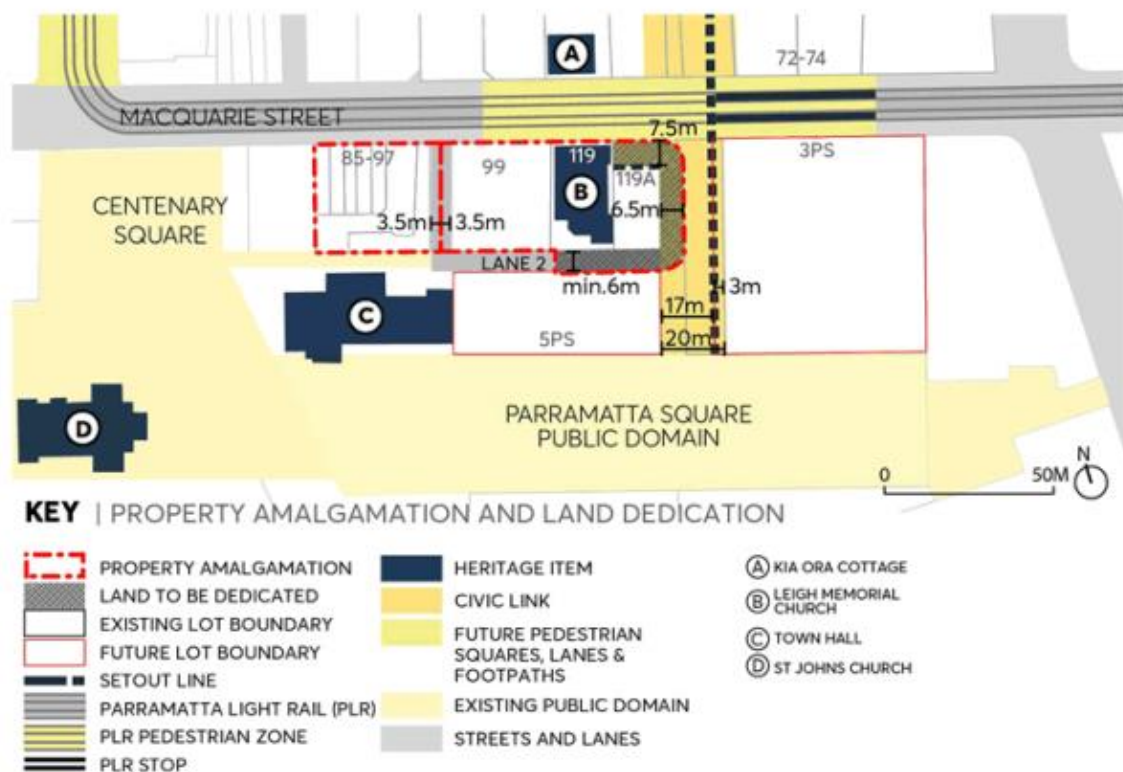 A
72-74
MACQUARIE STREET
7.5m
85-97
99
119
3PS
119A
B
CENTENARY
SQUARE
3.5m
3.5m
6.5m
LANE 2
min.6m
3m
17m
C
5PS
20m
D
PARRAMATTA SQUARE
PUBLIC DOMAIN
N
0
50M
KEY | PROPERTY AMALGAMATION AND LAND DEDICATION
PROPERTY AMALGAMATION
LAND TO BE DEDICATED
EXISTING LOT BOUNDARY
FUTURE LOT BOUNDARY
SETOUT LINE
PARRAMATTA LIGHT RAIL (PLR)
PLR PEDESTRIAN ZONE
PLR STOP
HERITAGE ITEM
CIVIC LINK
FUTURE PEDESTRIAN
SQUARES, LANES &
FOOTPATHS
EXISTING PUBLIC DOMAIN
STREETS AND LANES
A KIA ORA COTTAGE
B LEIGH MEMORIAL
CHURCH
C TOWN HALL
D ST JOHNS CHURCH